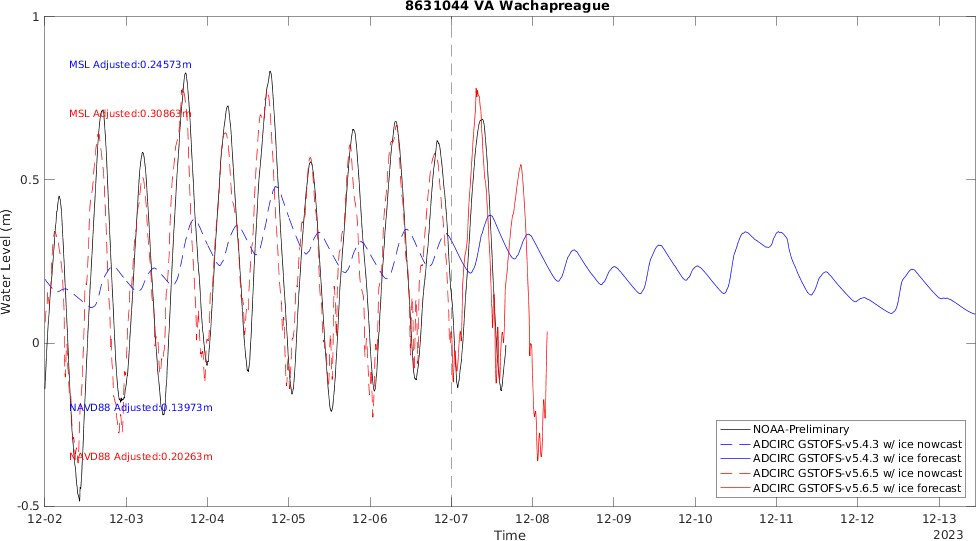 8631044 VA Wachapreague
1
MSL Adjusted:0.24573m
MSL Adjusted:0.30863m
0.5
Water Level (m)
0
NAVD88 Adjusted:0.13973m
NAVD88 Adjusted:0.20263m
NOAA-Preliminary
ADCIRC GSTOFS-v5.4.3 w/ ice nowcast
ADCIRC GSTOFS-v5.4.3 w/ ice forecast
ADCIRC GSTOFS-v5.6.5 w/ ice nowcast
ADCIRC GSTOFS-v5.6.5 w/ ice forecast
-0.5
12-02 12-03 12-04 12-05 12-06 12-07 12-08 12-09 12-10 12-11 12-12 12-13
Time 2023